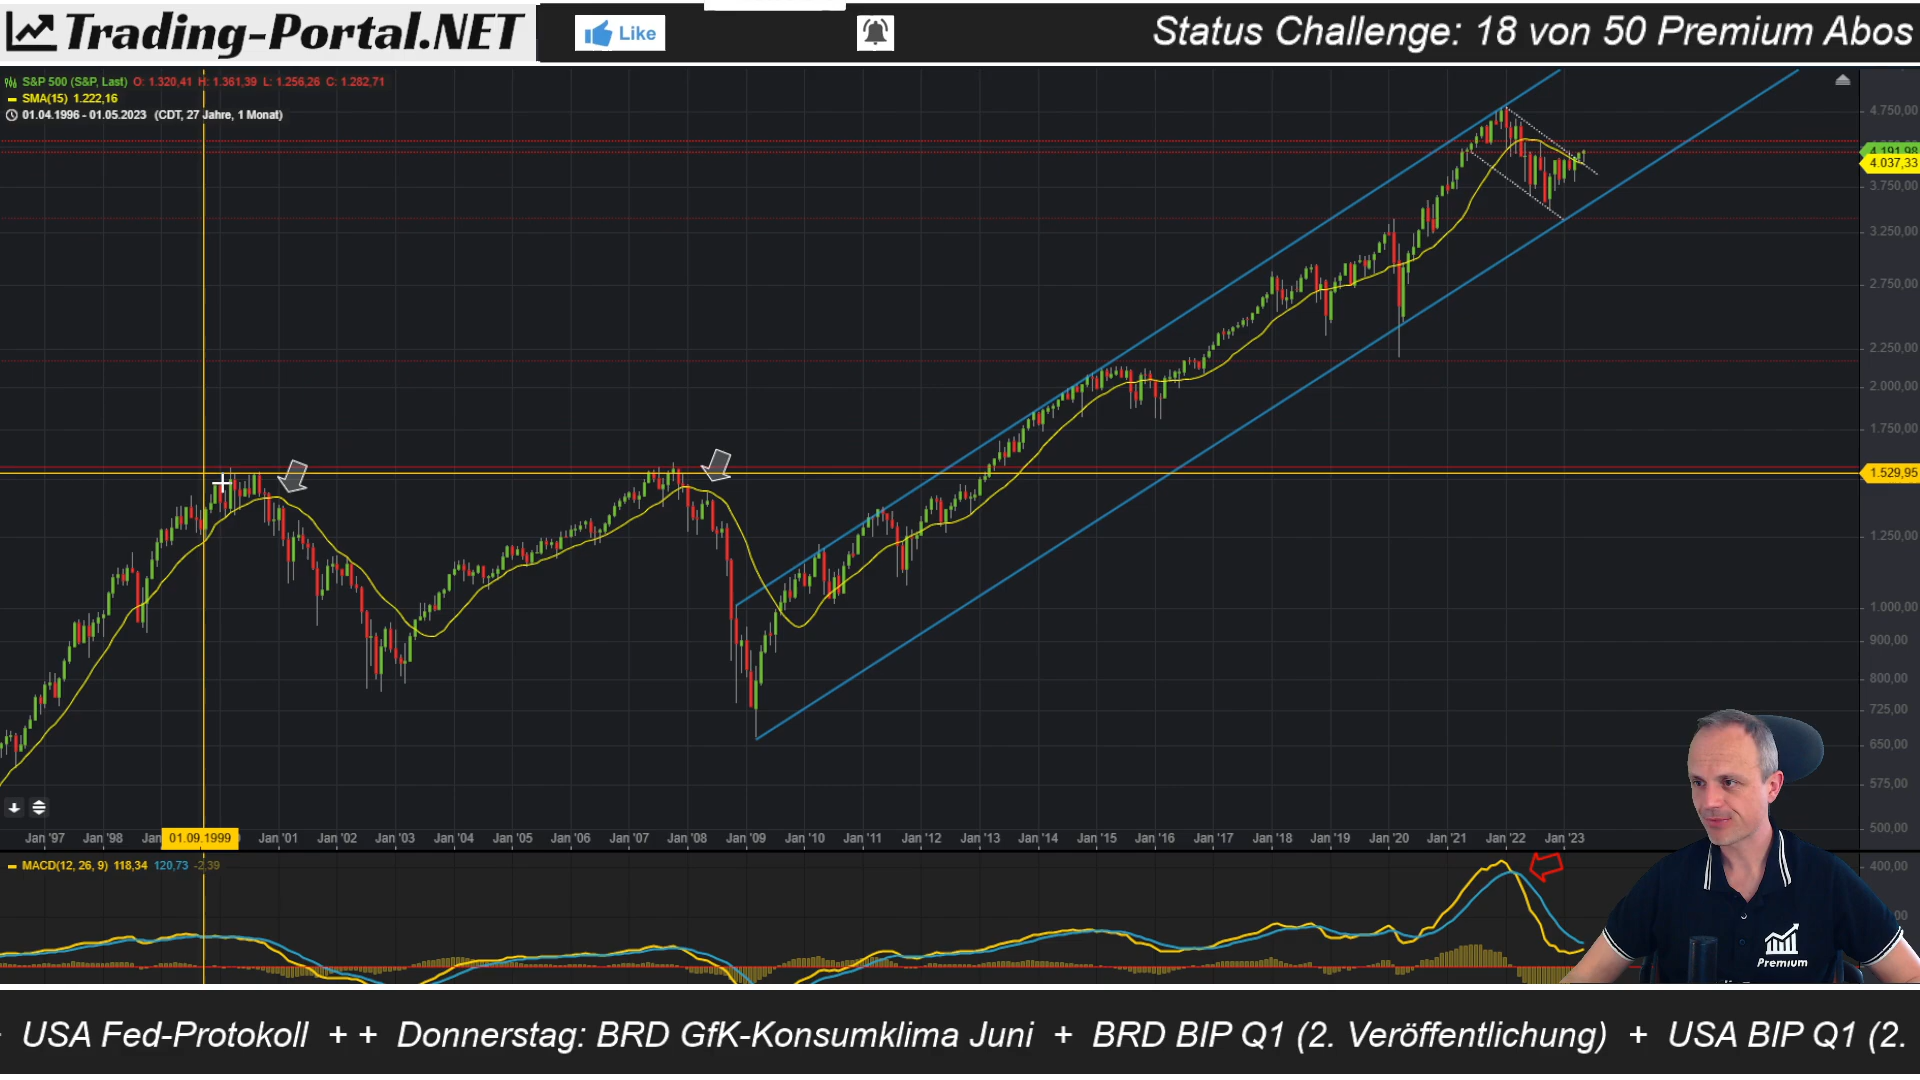 Trading-Portal.NET
Like
Status Challenge: 18 von 50 Premium Abos
S&P 500 (S&P, Last) O: 1.320,41 H: 1.361,39 L: 1.256,26 C: 1.282,71
SMA(15) 1.222,16
01.04.1996 - 01.05.2023 (CDT, 27 Jahre, 1 Monat)
4.750,00
4.191,98
4.037,33
3.750,00
3.250,00
2.750,00
2.250,00
2.000,00
1.750,00
1.529,95
1.250,00
1.000,00
900,00
800,00
725,00
650,00
575,00
500,00
Jan '97 Jan '98 Jan 01.09.1999 Jan '01 Jan '02 Jan '03 Jan '04 Jan '05 Jan '06 Jan '07 Jan '08 Jan '09 Jan '10 Jan '11 Jan '12 Jan '13 Jan '14 Jan '15 Jan '16 Jan '17 Jan '18 Jan '19 Jan '20 Jan '21 Jan '22 Jan '23
MACD(12, 26, 9) 118,34 120,73 -2,39
400,00
Premium
USA Fed-Protokoll + + Donnerstag: BRD GfK-Konsumklima Juni + BRD BIP Q1 (2. Veröffentlichung) + USA BIP Q1 (2.